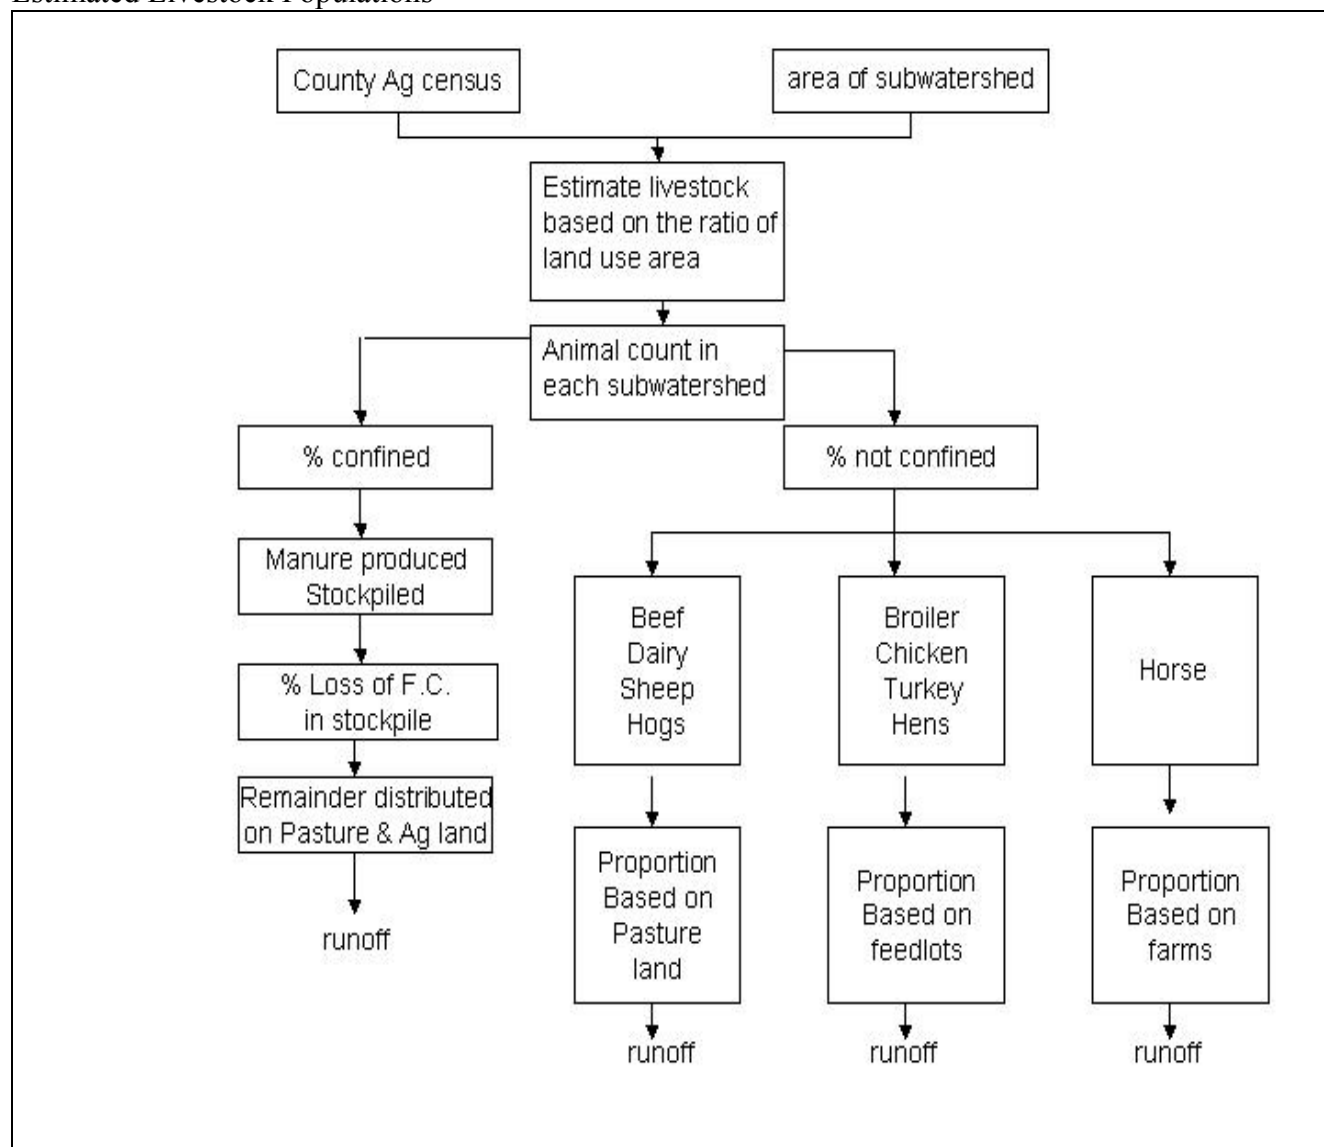 Estimated Livestock Populations
County Ag census
area of subwatershed
Estimate livestock
based on the ratio of
land use area
Animal count in
each subwatershed
% confined
% not confined
Manure produced
Stockpiled
% Loss of F.C.
in stockpile
Remainder distributed
on Pasture & Ag land
runoff
Beef
Dairy
Sheep
Hogs
Broiler
Chicken
Turkey
Hens
Horse
Proportion
Based on
Pasture
land
Proportion
Based on
feedlots
Proportion
Based on
farms
runoff
runoff
runoff